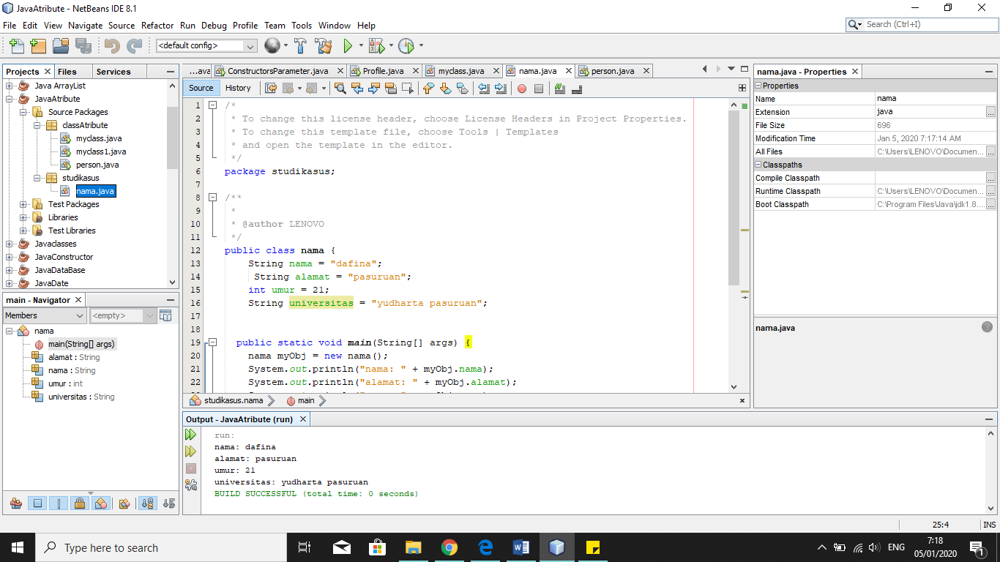 JavaAtribute - NetBeans IDE 8.1
File Edit View Navigate Source Refactor Run Debug Profile Team Tools Window Help
Search (Ctrl+I)
<default config>
Projects Files Services
Java ArrayList
JavaAtribute
Source Packages
classAtribute
myclass.java
myclass1.java
person.java
studikasus
nama.java
Test Packages
Libraries
Test Libraries
Javaclasses
JavaConstructor
JavaDataBase
JavaDate
main - Navigator
Members <empty>
nama
main(String[] args)
alamat : String
nama : String
umur : int
universitas : String
...ava ConstructorsParameter.java Profile.java myclass.java nama.java person.java
Source History
1 /*
2 * To change this license header, choose License Headers in Project Properties.
3 * To change this template file, choose Tools | Templates
4 * and open the template in the editor.
5 */
6 package studikasus;
7
8 /**
9 *
10 * @author LENOVO
11 */
12 public class nama {
13 String nama = "dafina";
14 String alamat = "pasuruan";
15 int umur = 21;
16 String universitas = "yudharta pasuruan";
17
18
19 public static void main(String[] args) {
20 nama myObj = new nama();
21 System.out.println("nama: " + myObj.nama);
22 System.out.println("alamat: " + myObj.alamat);
studikasus.nama main
nama.java - Properties
Properties
Name nama
Extension java
File Size 696
Modification Time Jan 5, 2020 7:17:14 AM
All Files C:\Users\LENOVO\Documen...
Classpaths
Compile Classpath
Runtime Classpath C:\Users\LENOVO\Documen...
Boot Classpath C:\Program Files\Java\jdk1.8....
nama.java
Output - JavaAtribute (run)
run:
nama: dafina
alamat: pasuruan
umur: 21
universitas: yudharta pasuruan
BUILD SUCCESSFUL (total time: 0 seconds)
25:4 INS
Type here to search
ENG
7:18
05/01/2020
1